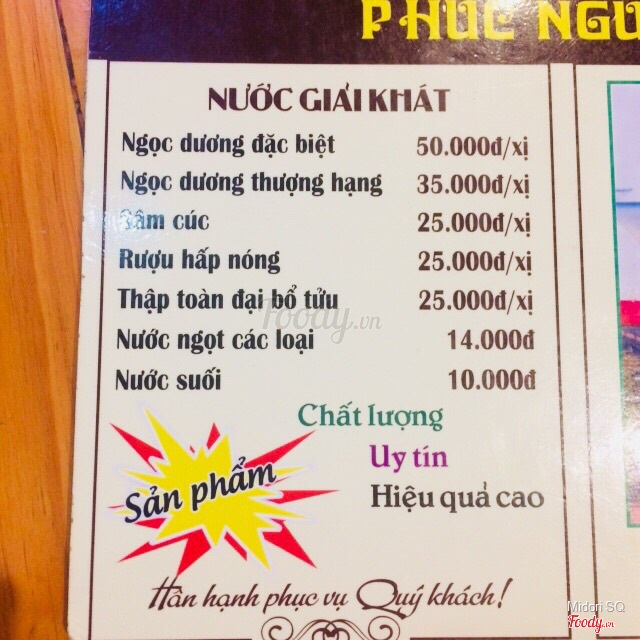 PHÚC NGU
NƯỚC GIẢI KHÁT
Ngọc dương đặc biệt 50.000đ/xị
Ngọc dương thượng hạng 35.000đ/xị
Sâm cúc 25.000đ/xị
Rượu hấp nóng 25.000đ/xị
Thập toàn đại bổ tửu 25.000đ/xị
Nước ngọt các loại 14.000đ
Nước suối 10.000đ
Foody.vn
Chất lượng
Uy tín
Sản phẩm
Hiệu quả cao
Hân hạnh phục vụ Quý khách!
Midori SQ
Foody.vn